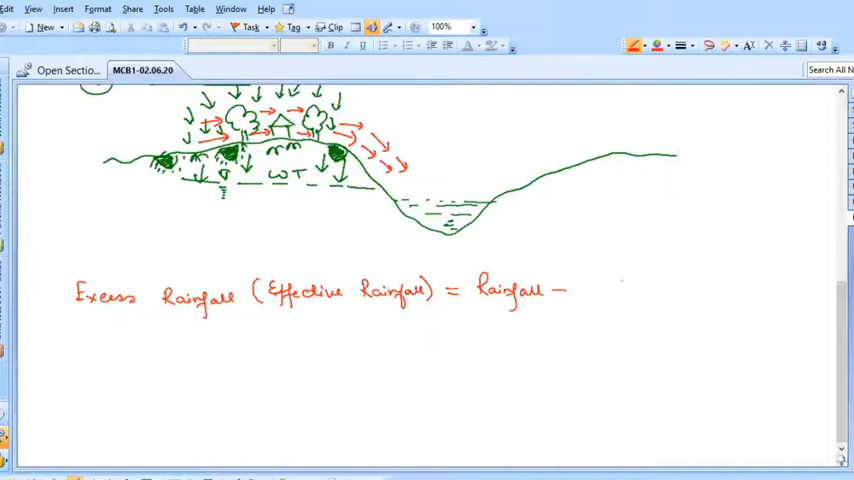 Edit View Insert Format Share Tools Table Window Help
New Task Tag Clip 100%
B I U A
Open Sectio... MCB1-02.06.20 Search All N
WT
Excess Rainfall (Effective Rainfall) = Rainfall —